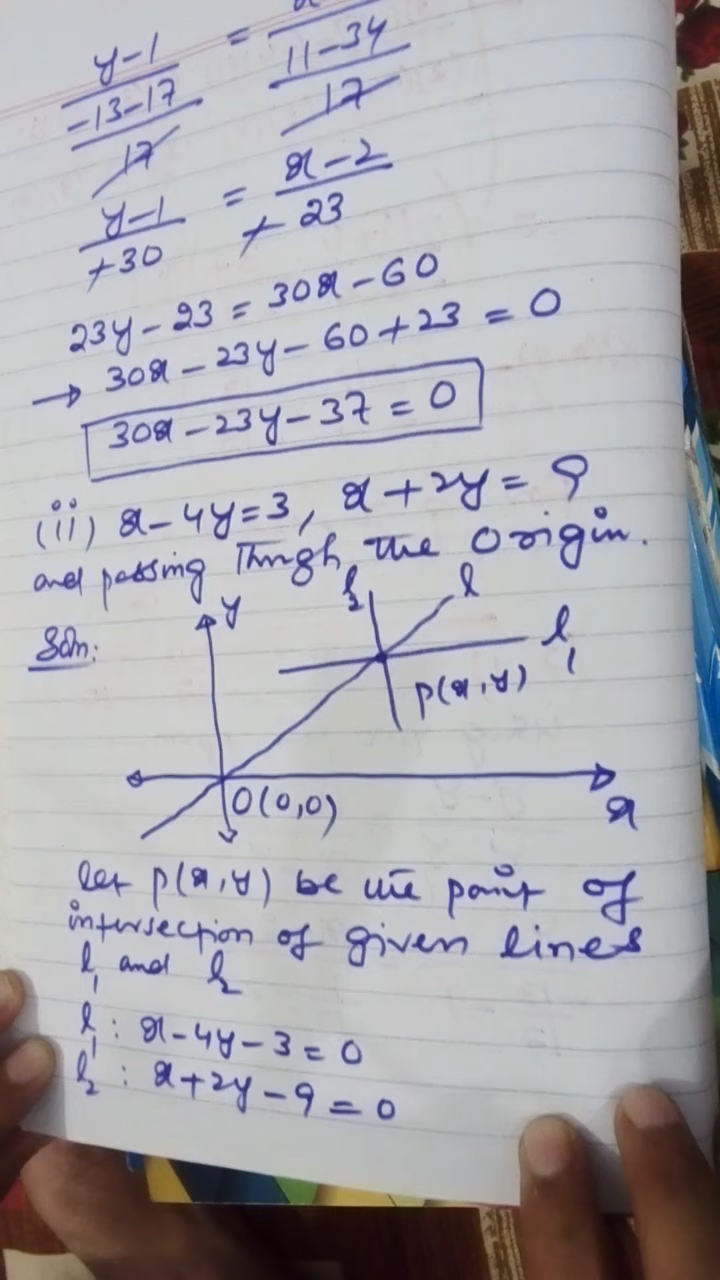 y-1/((-13-17)/17) = /((11-34)/17)
y-1/+30 = x-2/+23
23y-23 = 30x-60
→ 30x-23y-60+23 = 0
30x-23y-37 = 0
(ii) x-4y=3, x+2y=9
and passing the origin.
y l₂ l
Soln: l₁
P(x,y)
O(0,0) x
let P(x,y) be the point of
intersection of given lines
l₁ and l₂
l₁: x-4y-3=0
l₂: x+2y-9=0